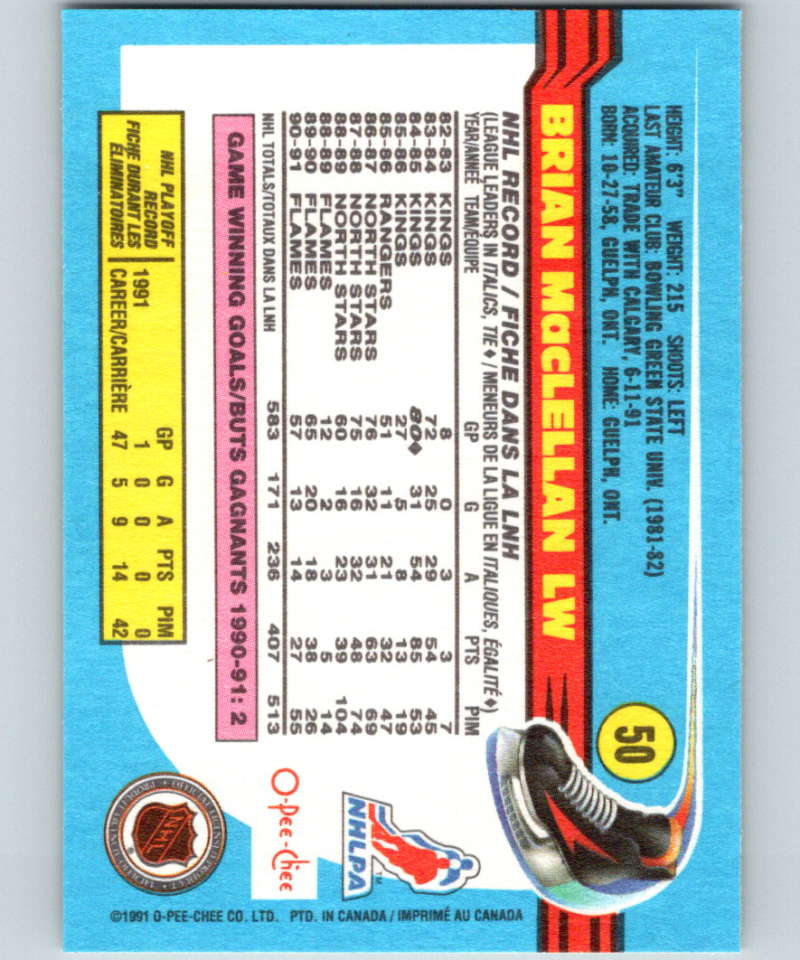 50
HEIGHT: 6'3" WEIGHT: 215 SHOOTS: LEFT
LAST AMATEUR CLUB: BOWLING GREEN STATE UNIV. (1981-82)
ACQUIRED: TRADE WITH CALGARY, 6-11-91
BORN: 10-27-58, GUELPH, ONT. HOME: GUELPH, ONT.
BRIAN MacLELLAN LW
NHL RECORD / FICHE DANS LA LNH
(LEAGUE LEADERS IN ITALICS, TIE ♦ / MENEURS DE LA LIGUE EN ITALIQUES, ÉGALITÉ ♦)
YEAR/ANNÉE TEAM/EQUIPE GP G A PTS PIM
82-83 KINGS 8 0 3 3 7
83-84 KINGS 72 25 29 54 45
84-85 KINGS 80♦ 31 54 85 53
85-86 KINGS 27 5 8 13 19
85-86 RANGERS 51 11 21 32 47
86-87 NORTH STARS 76 32 31 63 69
87-88 NORTH STARS 75 16 32 48 74
88-89 NORTH STARS 60 16 23 39 104
88-89 FLAMES 12 2 3 5 14
89-90 FLAMES 65 20 18 38 26
90-91 FLAMES 57 13 14 27 55
NHL TOTALS/TOTAUX DANS LA LNH 583 171 236 407 513
GAME WINNING GOALS/BUTS GAGNANTS 1990-91: 2
NHL PLAYOFF
RECORD
FICHE DURANT LES
ÉLIMINATOIRES
GP G A PTS PIM
1991 1 0 0 0 0
CAREER/CARRIÈRE 47 5 9 14 42
NHLPA
TM
O-Pee-Chee
NHL
©1991 O-PEE-CHEE CO. LTD. PTD. IN CANADA / IMPRIMÉ AU CANADA